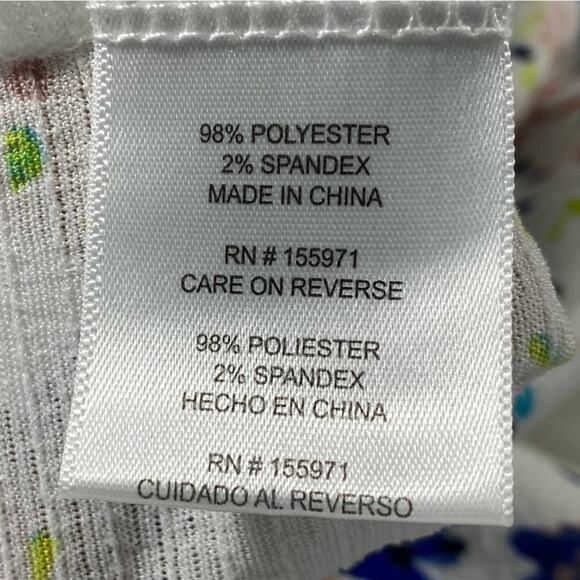 98% POLYESTER
2% SPANDEX
MADE IN CHINA
RN # 155971
CARE ON REVERSE
98% POLIESTER
2% SPANDEX
HECHO EN CHINA
RN # 155971
CUIDADO AL REVERSO